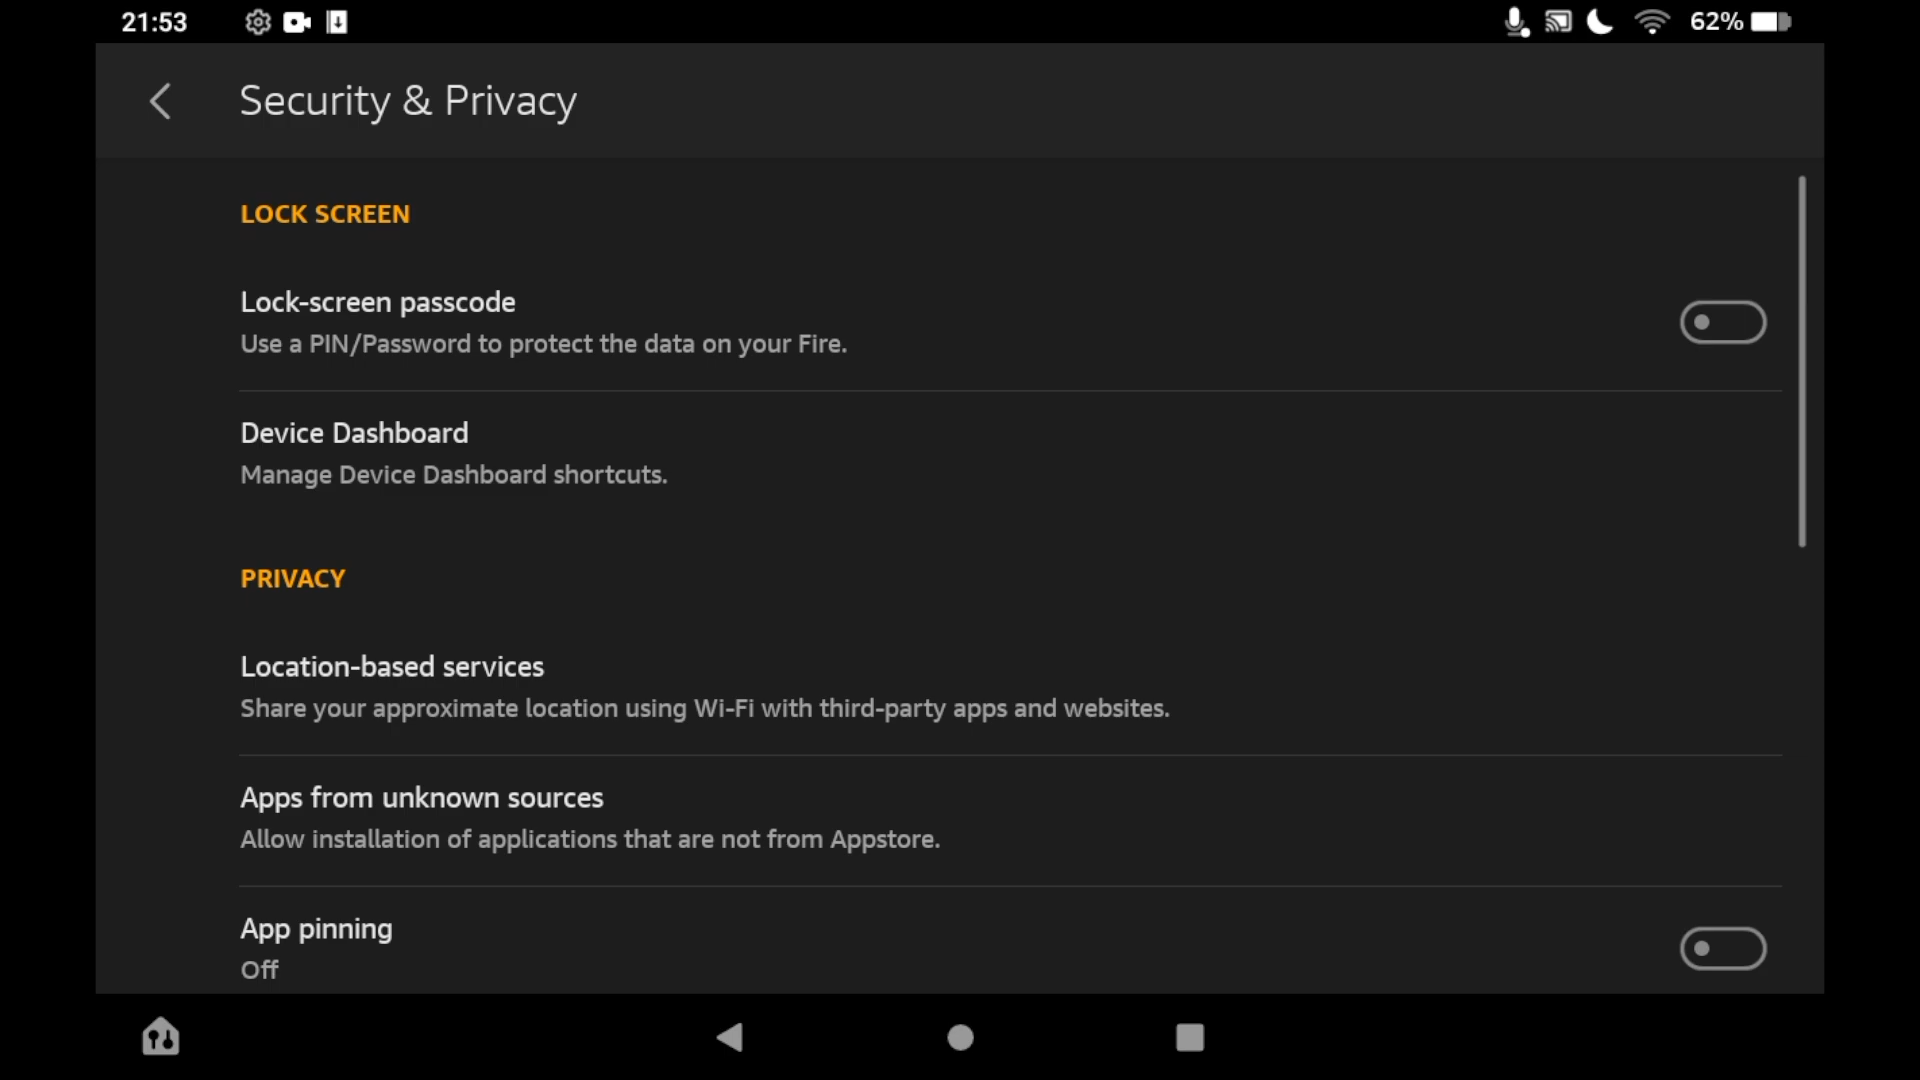 21:53
62%
Security & Privacy
LOCK SCREEN
Lock-screen passcode
Use a PIN/Password to protect the data on your Fire.
Device Dashboard
Manage Device Dashboard shortcuts.
PRIVACY
Location-based services
Share your approximate location using Wi-Fi with third-party apps and websites.
Apps from unknown sources
Allow installation of applications that are not from Appstore.
App pinning
Off